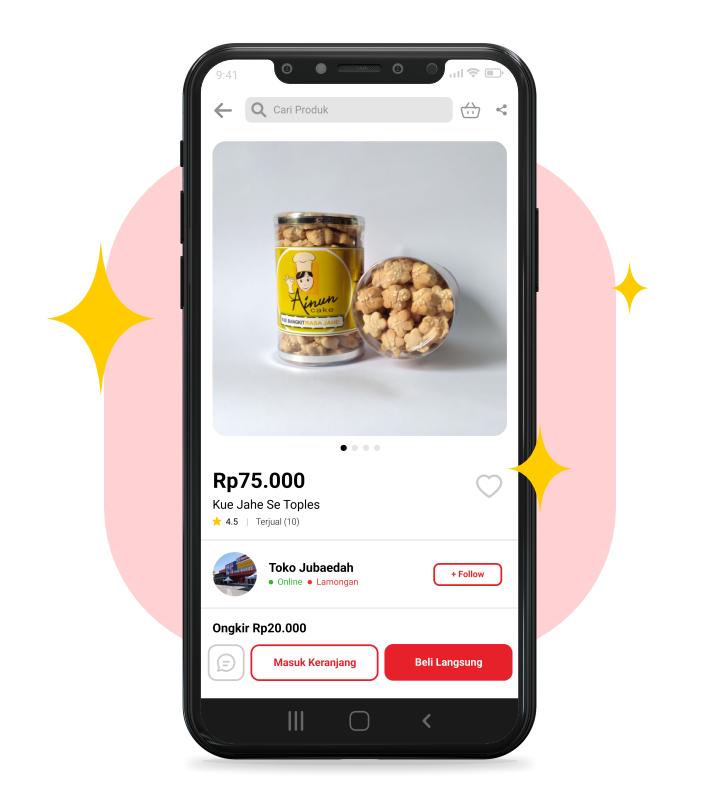 9:41
Cari Produk
Ainun
cake
KUE BANGKIT RASA JAHE
Rp75.000
Kue Jahe Se Toples
4.5 | Terjual (10)
Toko Jubaedah
Online Lamongan
+ Follow
Ongkir Rp20.000
Masuk Keranjang
Beli Langsung